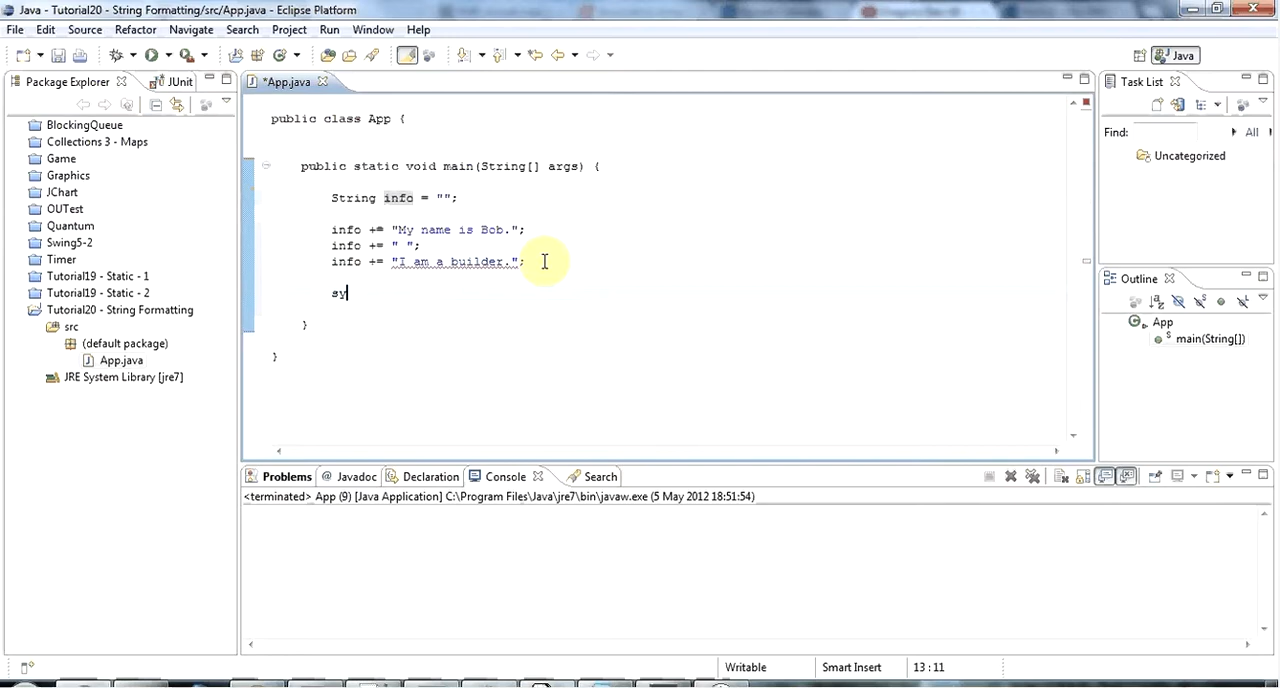 Java - Tutorial20 - String Formatting/src/App.java - Eclipse Platform
File Edit Source Refactor Navigate Search Project Run Window Help
Java
Package Explorer JUnit
BlockingQueue
Collections 3 - Maps
Game
Graphics
JChart
OUTest
Quantum
Swing5-2
Timer
Tutorial19 - Static - 1
Tutorial19 - Static - 2
Tutorial20 - String Formatting
src
(default package)
App.java
JRE System Library [jre7]
*App.java
public class App {
public static void main(String[] args) {
String info = "";
info += "My name is Bob.";
info += " ";
info += "I am a builder.";
sy
}
}
Task List
Find: All
Uncategorized
Outline
App
main(String[])
Problems @ Javadoc Declaration Console Search
<terminated> App (9) [Java Application] C:\Program Files\Java\jre7\bin\javaw.exe (5 May 2012 18:51:54)
Writable Smart Insert 13 : 11